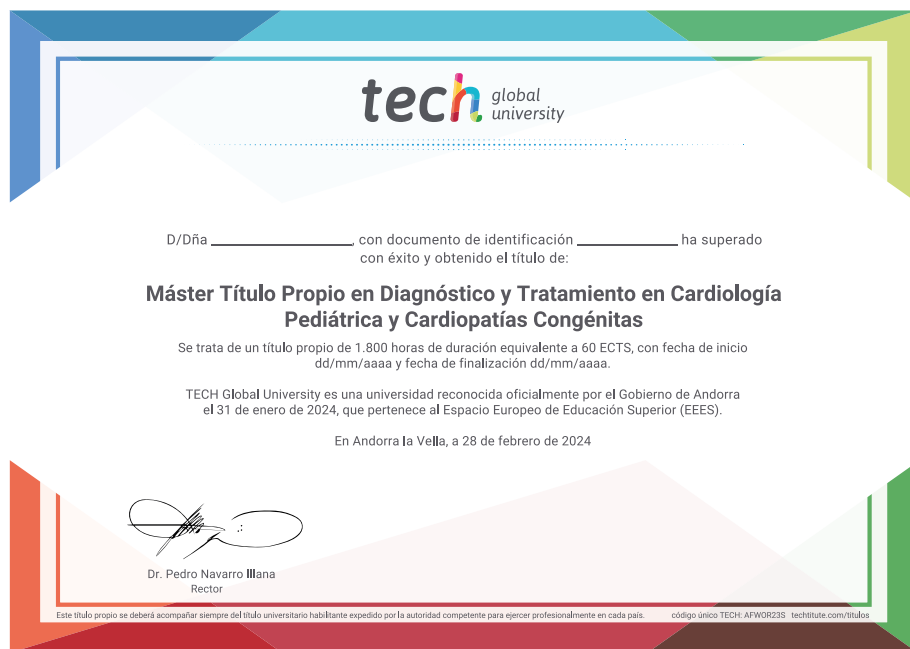 tech global university
D/Dña ______________, con documento de identificación ______________ ha superado
con éxito y obtenido el título de:
Máster Título Propio en Diagnóstico y Tratamiento en Cardiología
Pediátrica y Cardiopatías Congénitas
Se trata de un título propio de 1.800 horas de duración equivalente a 60 ECTS, con fecha de inicio
dd/mm/aaaa y fecha de finalización dd/mm/aaaa.
TECH Global University es una universidad reconocida oficialmente por el Gobierno de Andorra
el 31 de enero de 2024, que pertenece al Espacio Europeo de Educación Superior (EEES).
En Andorra la Vella, a 28 de febrero de 2024
Dr. Pedro Navarro Illana
Rector
Este título propio se deberá acompañar siempre del título universitario habilitante expedido por la autoridad competente para ejercer profesionalmente en cada país. código único TECH: AFWOR23S techtitute.com/titulos